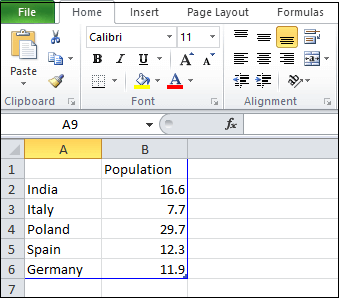 File Home Insert Page Layout Formulas
Calibri 11
Paste B I U A
Clipboard Font Alignment
A9 fx
A B
1 Population
2 India 16.6
3 Italy 7.7
4 Poland 29.7
5 Spain 12.3
6 Germany 11.9
7